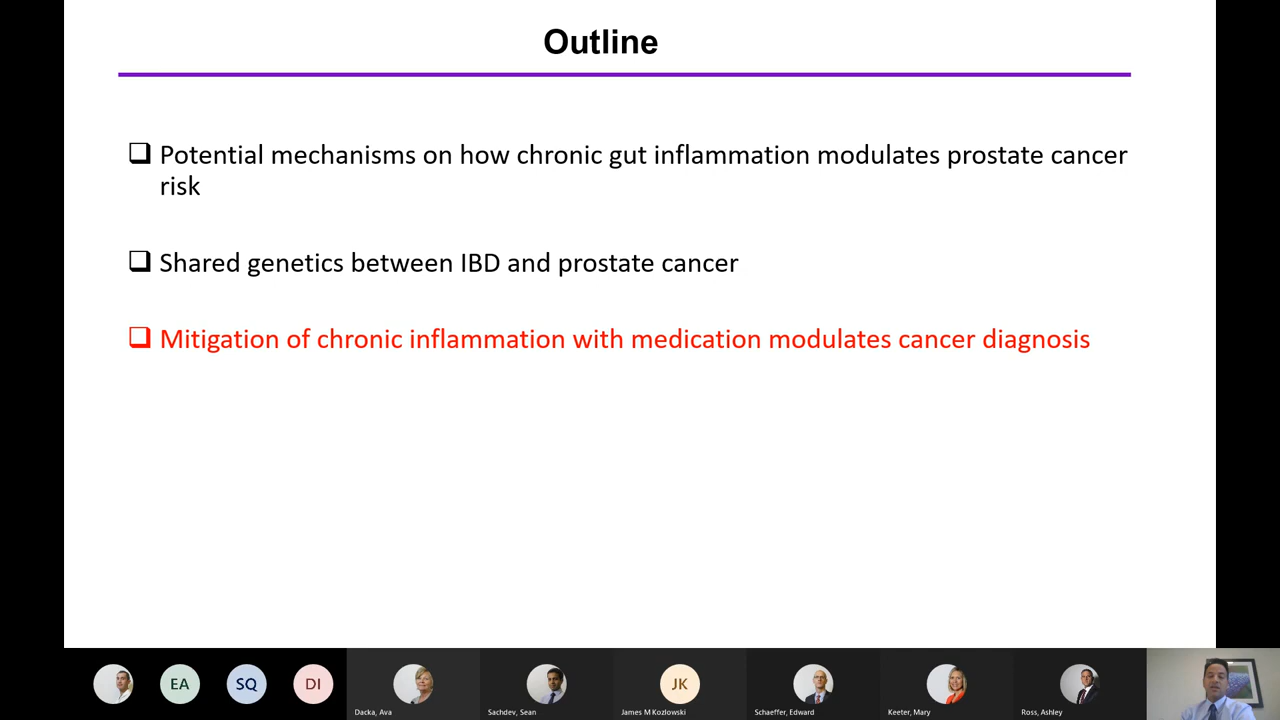 Outline
Potential mechanisms on how chronic gut inflammation modulates prostate cancer
risk
Shared genetics between IBD and prostate cancer
Mitigation of chronic inflammation with medication modulates cancer diagnosis
EA
SQ
DI
JK
Dacka, Ava
Sachdev, Sean
James M Kozlowski
Schaeffer, Edward
Keeter, Mary
Ross, Ashley